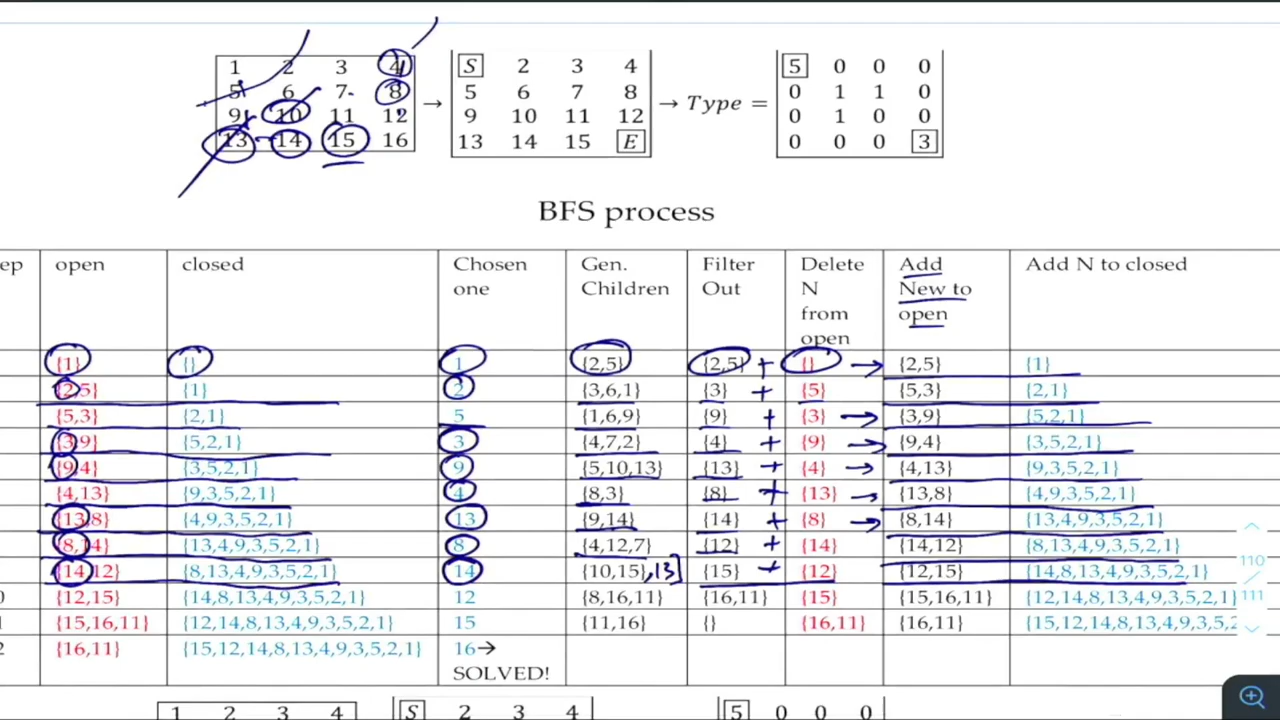 1 2 3 4
5 6 7 8
9 10 11 12
13 14 15 16
→
S 2 3 4
5 6 7 8
9 10 11 12
13 14 15 E
→ Type =
5 0 0 0
0 1 1 0
0 1 0 0
0 0 0 3
BFS process
ep open closed Chosen one Gen. Children Filter Out Delete N from open Add New to open Add N to closed
{1} {} 1 {2,5} {2,5} + {} → {2,5} {1}
{2,5} {1} 2 {3,6,1} {3} + {5} {5,3} {2,1}
{5,3} {2,1} 5 {1,6,9} {9} + {3} → {3,9} {5,2,1}
{3,9} {5,2,1} 3 {4,7,2} {4} + {9} → {9,4} {3,5,2,1}
{9,4} {3,5,2,1} 9 {5,10,13} {13} + {4} → {4,13} {9,3,5,2,1}
{4,13} {9,3,5,2,1} 4 {8,3} {8} + {13} → {13,8} {4,9,3,5,2,1}
{13,8} {4,9,3,5,2,1} 13 {9,14} {14} + {8} → {8,14} {13,4,9,3,5,2,1}
{8,14} {13,4,9,3,5,2,1} 8 {4,12,7} {12} + {14} {14,12} {8,13,4,9,3,5,2,1}
{14,12} {8,13,4,9,3,5,2,1} 14 {10,15} ,13} {15} + {12} {12,15} {14,8,13,4,9,3,5,2,1}
0 {12,15} {14,8,13,4,9,3,5,2,1} 12 {8,16,11} {16,11} {15} {15,16,11} {12,14,8,13,4,9,3,5,2,1}
1 {15,16,11} {12,14,8,13,4,9,3,5,2,1} 15 {11,16} {} {16,11} {16,11} {15,12,14,8,13,4,9,3,5,2
2 {16,11} {15,12,14,8,13,4,9,3,5,2,1} 16→ SOLVED!
110
111
1 2 3 4
S 2 3 4
5 0 0 0